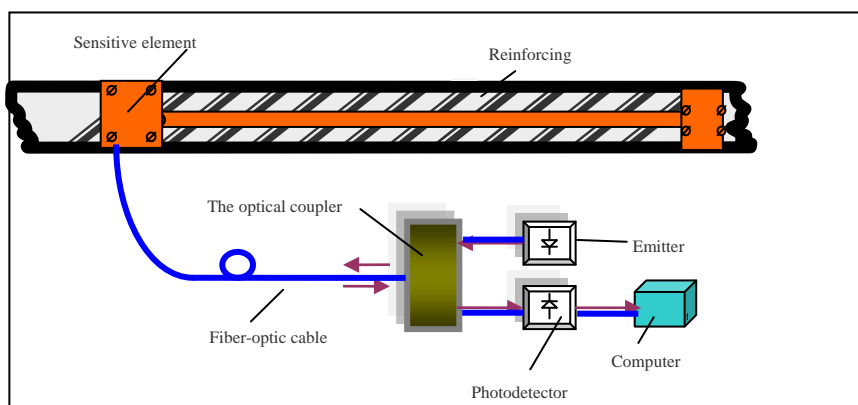 Sensitive element
Reinforcing
The optical coupler
Emitter
Fiber-optic cable
Computer
Photodetector